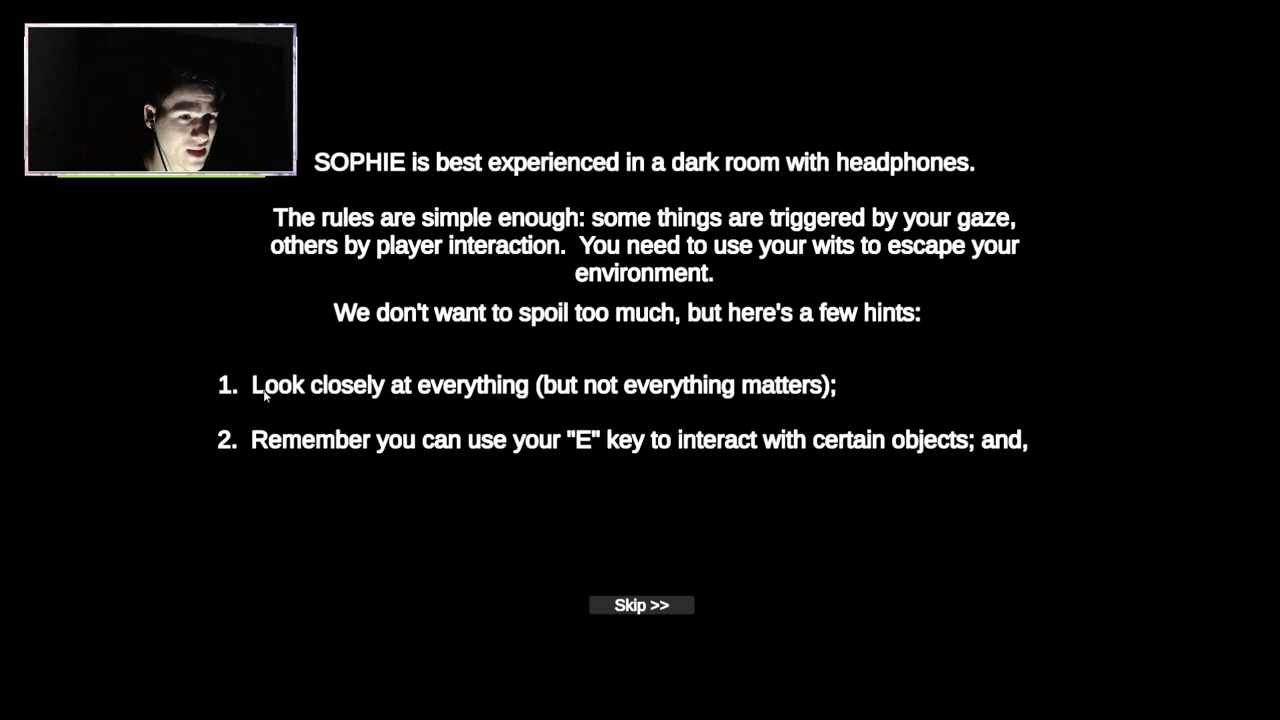 SOPHIE is best experienced in a dark room with headphones.
The rules are simple enough: some things are triggered by your gaze,
others by player interaction.  You need to use your wits to escape your
environment.
We don't want to spoil too much, but here's a few hints:
1.  Look closely at everything (but not everything matters);
2.  Remember you can use your "E" key to interact with certain objects; and,
Skip >>